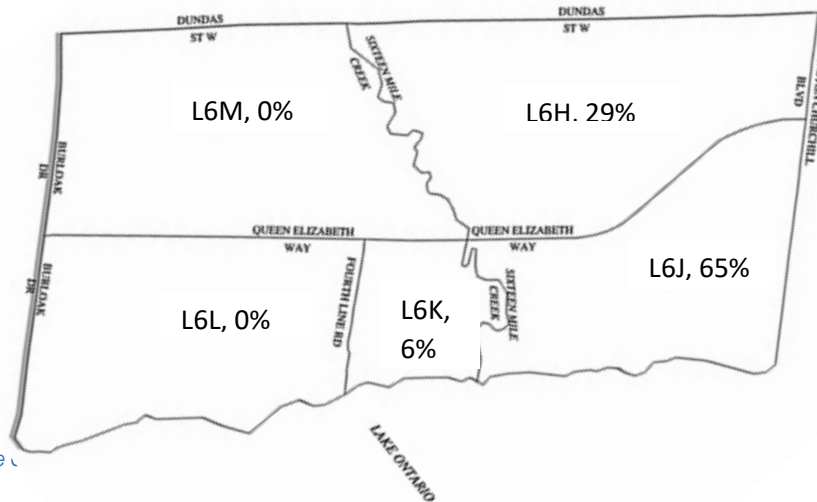 DUNDAS
ST W
DUNDAS
ST W
SIXTEEN MILE
CREEK
L6M, 0%
L6H, 29%
CHURCHILL
BLVD
BURLOAK
DR
QUEEN ELIZABETH
WAY
QUEEN ELIZABETH
WAY
L6J, 65%
BURLOAK
DR
FOURTH LINE RD
SIXTEEN MILE
CREEK
L6L, 0%
L6K,
6%
LAKE ONTARIO